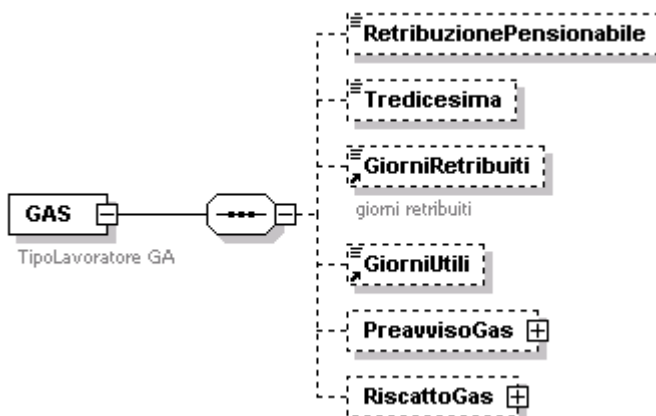 RetribuzionePensionabile
Tredicesima
GiorniRetribuiti
giorni retribuiti
GAS
TipoLavoratore GA
GiorniUtili
PreavvisoGas
RiscattoGas